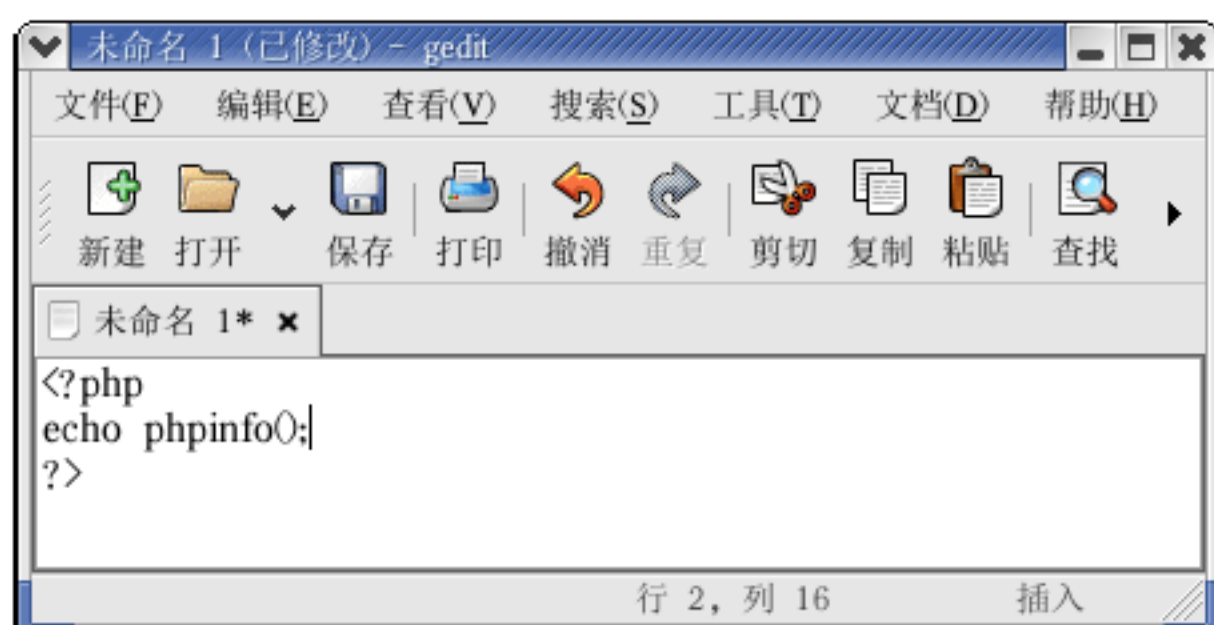 未命名 1 (已修改) - gedit
文件(F) 编辑(E) 查看(V) 搜索(S) 工具(T) 文档(D) 帮助(H)
新建 打开 保存 打印 撤消 重复 剪切 复制 粘贴 查找
未命名 1*
<?php
echo phpinfo();
?>
行 2, 列 16 插入